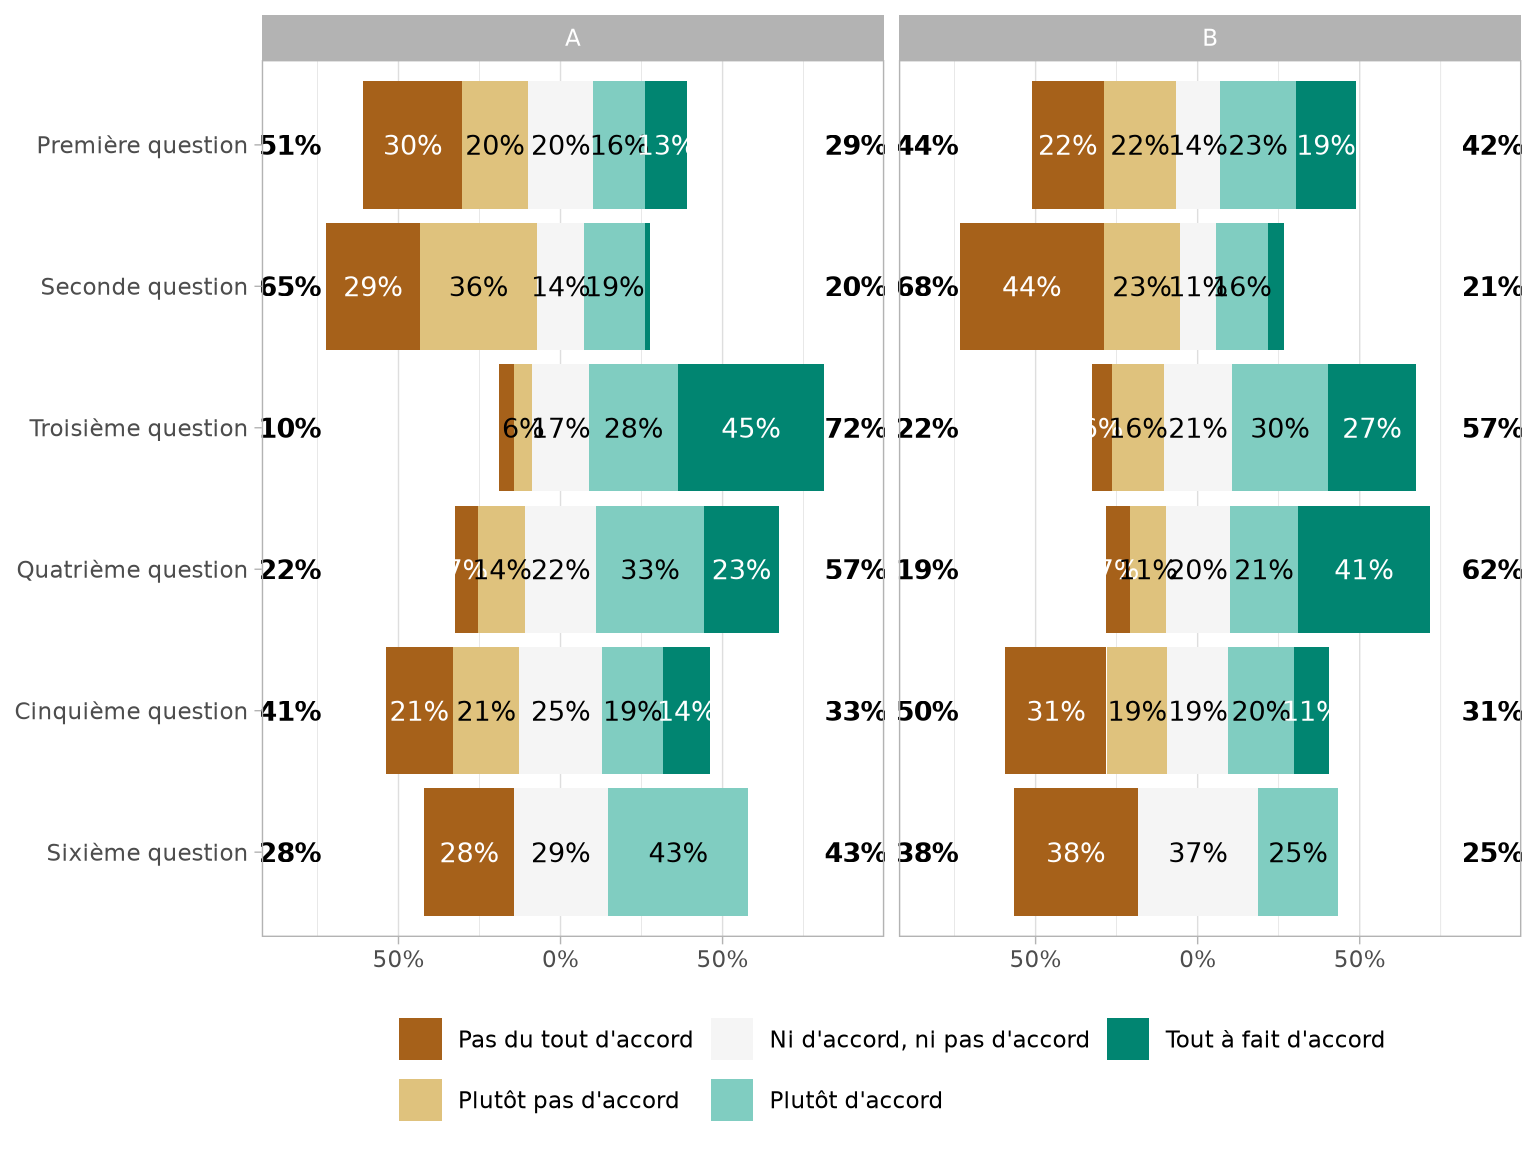 A B
Première question 51% 30% 20% 20% 16% 13% 29% 44% 22% 22% 14% 23% 19% 42%
Seconde question 65% 29% 36% 14% 19% 20% 68% 44% 23% 11% 16% 21%
Troisième question 10% 6% 17% 28% 45% 72% 22% 6% 16% 21% 30% 27% 57%
Quatrième question 22% 7% 14% 22% 33% 23% 57% 19% 7% 11% 20% 21% 41% 62%
Cinquième question 41% 21% 21% 25% 19% 14% 33% 50% 31% 19% 19% 20% 11% 31%
Sixième question 28% 28% 29% 43% 43% 38% 38% 37% 25% 25%
50% 0% 50% 50% 0% 50%
Pas du tout d'accord Ni d'accord, ni pas d'accord Tout à fait d'accord
Plutôt pas d'accord Plutôt d'accord